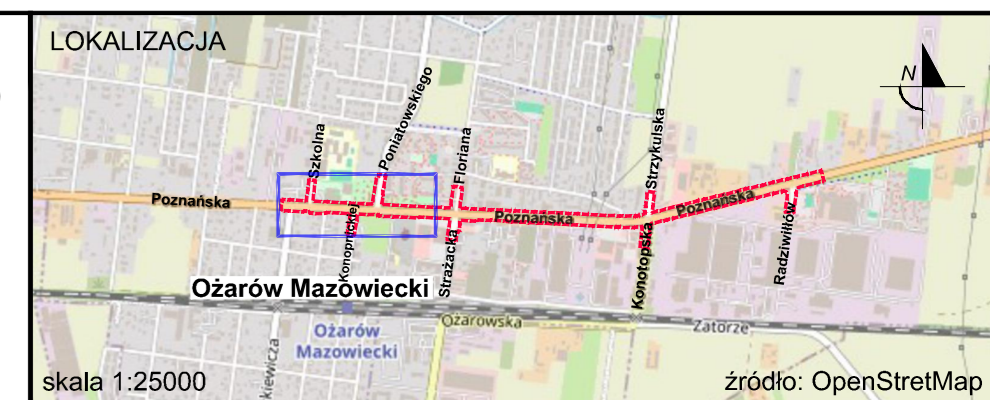 LOKALIZACJA
N
Szkolna
Poniatowskiego
Floriana
Strzykulska
Poznańska
Poznańska
Poznańska
Konopnickiej
Strażacka
Konotopska
Radziwiłłów
Ożarów Mazowiecki
Ożarowska
Zatorze
Ożarów
Mazowiecki
kiewicza
skala 1:25000
źródło: OpenStretMap